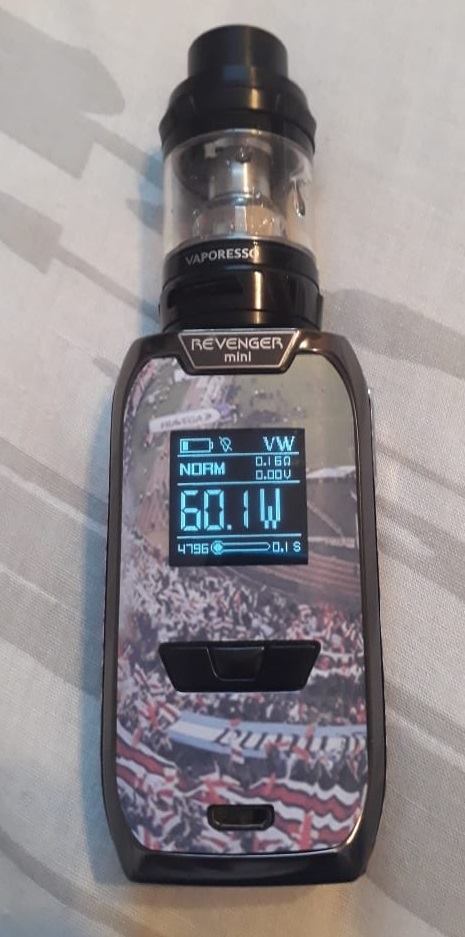 VAPORESSO
REVENGER
mini
VW
NORM 0.16Ω
0.00V
60.1W
4796 0.1 S